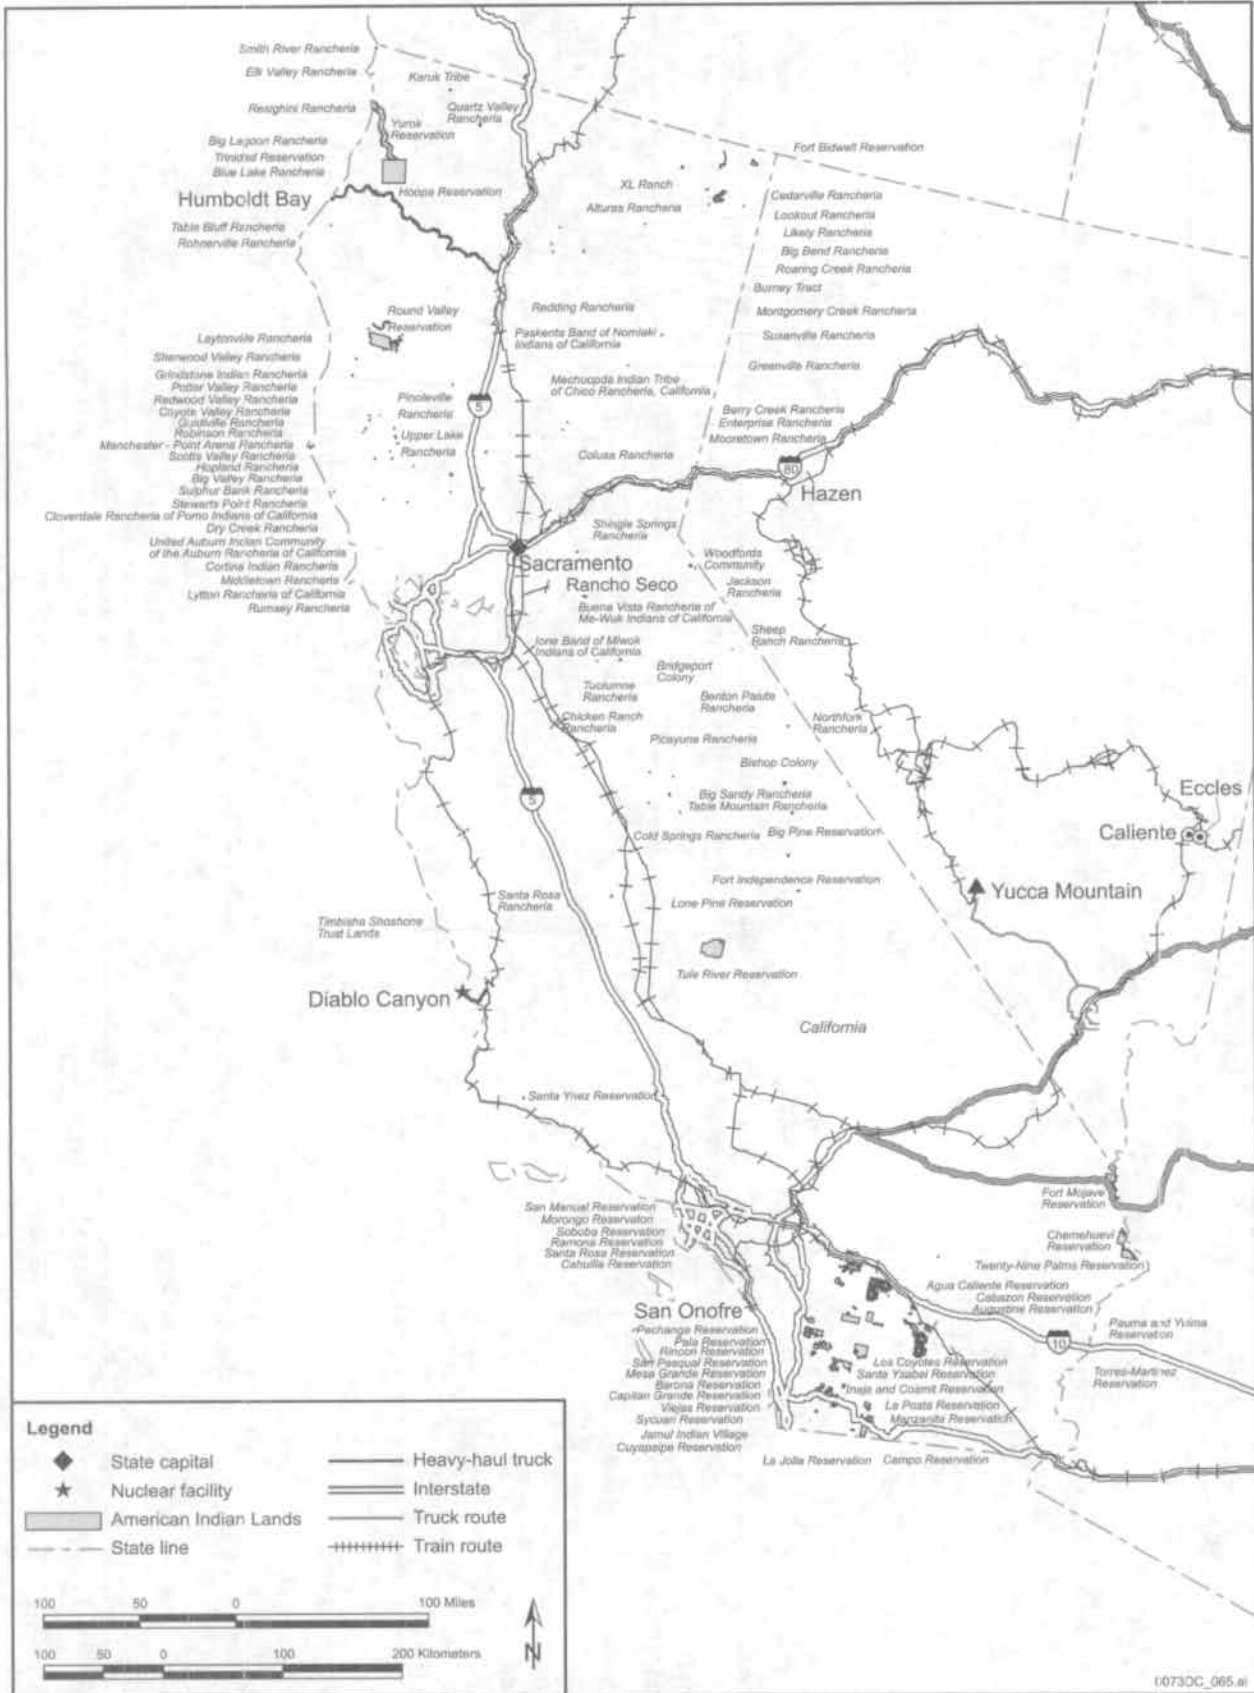 Smith River Rancheria
Elk Valley Rancheria
Karuk Tribe
Resighini Rancheria
Quartz Valley
Rancheria
Yurok
Reservation
Big Lagoon Rancheria
Trinidad Reservation
Blue Lake Rancheria
Hoopa Reservation
Humboldt Bay
Table Bluff Rancheria
Rohnerville Rancheria
Fort Bidwell Reservation
XL Ranch
Alturas Rancheria
Cedarville Rancheria
Lookout Rancheria
Likely Rancheria
Big Bend Rancheria
Roaring Creek Rancheria
Burney Tract
Montgomery Creek Rancheria
Susanville Rancheria
Greenville Rancheria
Round Valley
Reservation
Redding Rancheria
Paskenta Band of Nomlaki
Indians of California
Mechoopda Indian Tribe
of Chico Rancheria, California
Berry Creek Rancheria
Enterprise Rancheria
Mooretown Rancheria
Laytonville Rancheria
Sherwood Valley Rancheria
Grindstone Indian Rancheria
Potter Valley Rancheria
Redwood Valley Rancheria
Coyote Valley Rancheria
Guidiville Rancheria
Robinson Rancheria
Manchester - Point Arena Rancheria
Scotts Valley Rancheria
Hopland Rancheria
Big Valley Rancheria
Sulphur Bank Rancheria
Stewarts Point Rancheria
Cloverdale Rancheria of Pomo Indians of California
Dry Creek Rancheria
United Auburn Indian Community
of the Auburn Rancheria of California
Cortina Indian Rancheria
Middletown Rancheria
Lytton Rancheria of California
Rumsey Rancheria
Pinoleville
Rancheria
5
Upper Lake
Rancheria
Colusa Rancheria
80
Hazen
Shingle Springs
Rancheria
Sacramento
Rancho Seco
Woodfords
Community
Jackson
Rancheria
Buena Vista Rancheria of
Me-Wuk Indians of California
Ione Band of Miwok
Indians of California
Sheep
Ranch Rancheria
Bridgeport
Colony
Tuolumne
Rancheria
Benton Paiute
Rancheria
Chicken Ranch
Rancheria
Northfork
Rancheria
Picayune Rancheria
Bishop Colony
5
Big Sandy Rancheria
Table Mountain Rancheria
Cold Springs Rancheria
Big Pine Reservation
Eccles
Caliente
Fort Independence Reservation
Yucca Mountain
Santa Rosa
Rancheria
Lone Pine Reservation
Timbisha Shoshone
Trust Lands
Tule River Reservation
Diablo Canyon
California
Santa Ynez Reservation
San Manual Reservation
Morongo Reservation
Soboba Reservation
Ramona Reservation
Santa Rosa Reservation
Cahuilla Reservation
Fort Mojave
Reservation
Chemehuevi
Reservation
Twenty-Nine Palms Reservation
Agua Caliente Reservation
Cabazon Reservation
Augustine Reservation
San Onofre
Pechanga Reservation
Pala Reservation
Rincon Reservation
San Pasqual Reservation
Mesa Grande Reservation
Barona Reservation
Capitan Grande Reservation
Viejas Reservation
Sycuan Reservation
Jamul Indian Village
Cuyapaipe Reservation
10
Pauma and Yuima
Reservation
Los Coyotes Reservation
Santa Ysabel Reservation
Inaja and Cosmit Reservation
La Posta Reservation
Manzanita Reservation
Torres-Martinez
Reservation
La Jolla Reservation
Campo Reservation
Legend
State capital
Nuclear facility
American Indian Lands
State line
Heavy-haul truck
Interstate
Truck route
Train route
100 50 0 100 Miles
100 50 0 100 200 Kilometers
N
0073DC_065.ai